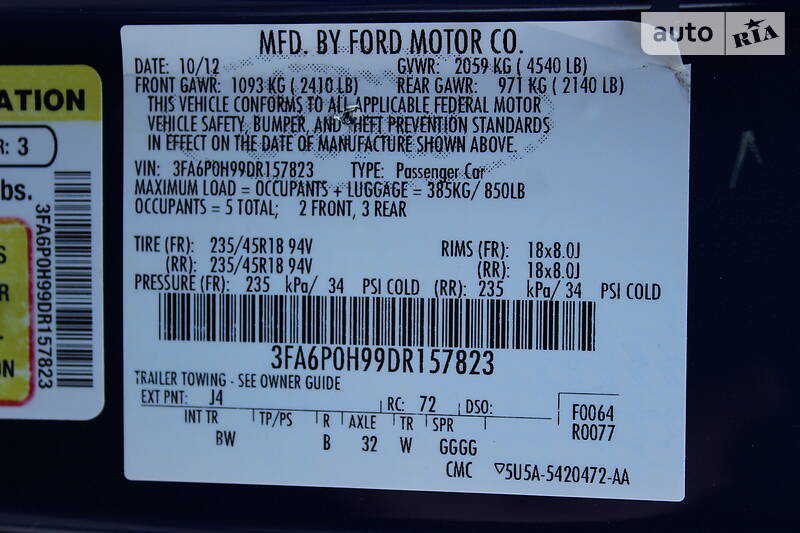 auto RIA
MFD. BY FORD MOTOR CO.
DATE: 10/12 GVWR: 2059 KG ( 4540 LB)
FRONT GAWR: 1093 KG ( 2410 LB) REAR GAWR: 971 KG ( 2140 LB)
THIS VEHICLE CONFORMS TO ALL APPLICABLE FEDERAL MOTOR
VEHICLE SAFETY, BUMPER, AND THEFT PREVENTION STANDARDS
IN EFFECT ON THE DATE OF MANUFACTURE SHOWN ABOVE.
VIN: 3FA6P0H99DR157823 TYPE: Passenger Car
MAXIMUM LOAD = OCCUPANTS + LUGGAGE = 385KG/ 850LB
OCCUPANTS = 5 TOTAL; 2 FRONT, 3 REAR
TIRE (FR): 235/45R18 94V RIMS (FR): 18x8.0J
(RR): 235/45R18 94V (RR): 18x8.0J
PRESSURE (FR): 235 kPa/ 34 PSI COLD (RR): 235 kPa/ 34 PSI COLD
3FA6P0H99DR157823
TRAILER TOWING - SEE OWNER GUIDE
EXT PNT: J4 RC: 72 DSO:
F0064
R0077
INT TR TP/PS R AXLE TR SPR
BW B 32 W GGGG
CMC 5U5A-5420472-AA
ATION
R: 3
bs.
3FA6P0H99DR157823
S
R
L
ON